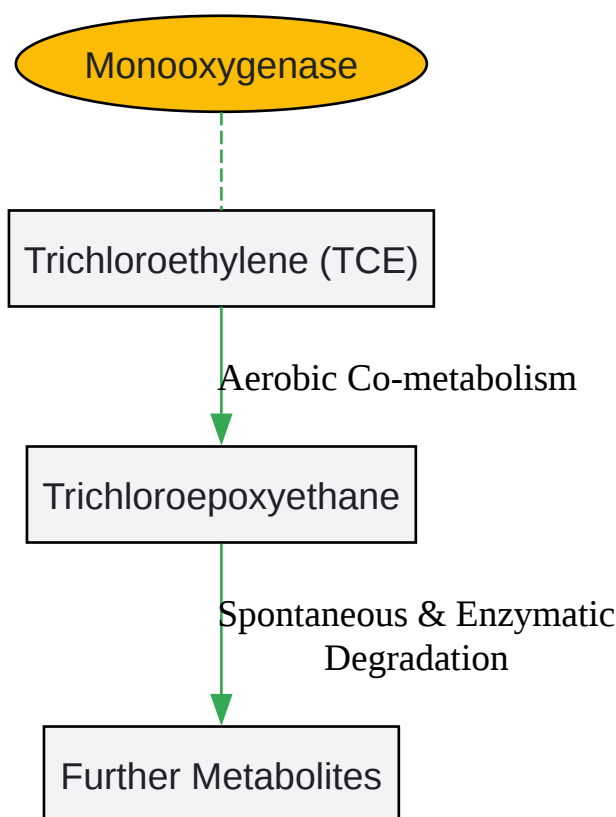 Monooxygenase
Trichloroethylene (TCE)
Aerobic Co-metabolism
Trichloroepoxyethane
Spontaneous & Enzymatic
Degradation
Further Metabolites